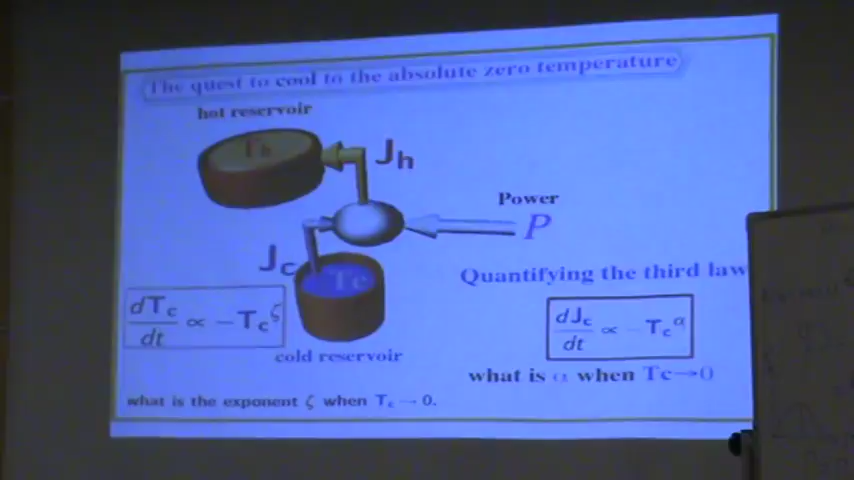 The quest to cool to the absolute zero temperature
hot reservoir
Th
Jh
Power
P
Jc
Tc
Quantifying the third law
dTc/dt ∝ -Tc^ζ
dJc/dt ∝ -Tc^α
cold reservoir
what is α when Tc→0
what is the exponent ζ when Tc → 0.